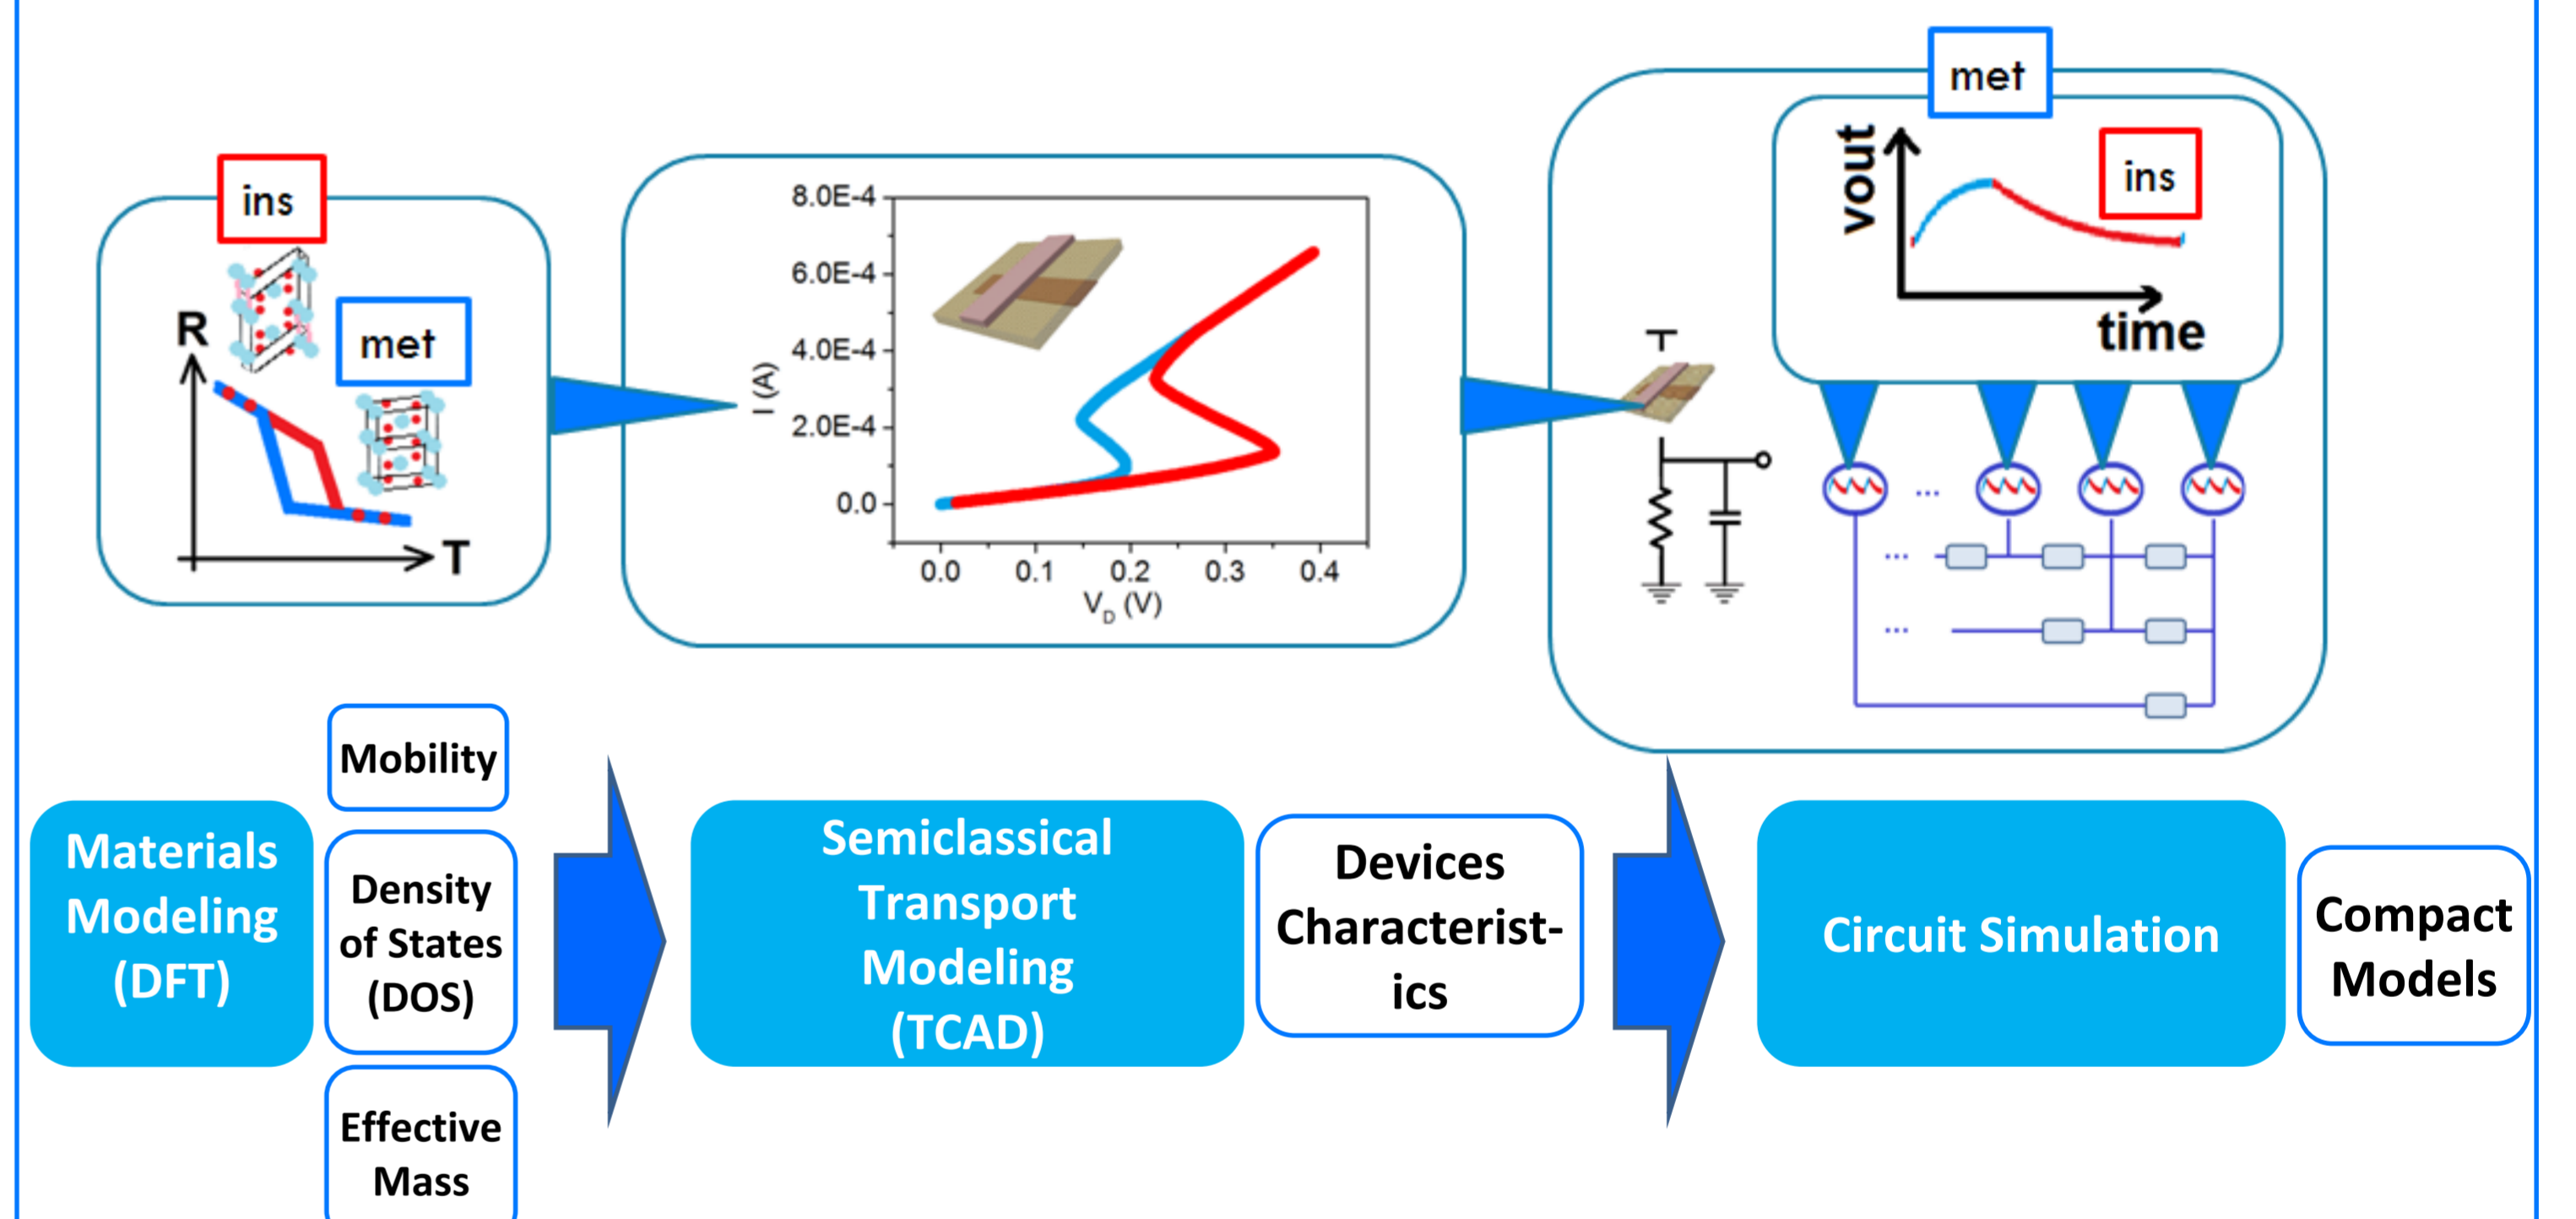 ins
met
R
T
8.0E-4
6.0E-4
4.0E-4
2.0E-4
0.0
I (A)
0.0 0.1 0.2 0.3 0.4
V_D (V)
met
ins
vout
time
...
...
...
Mobility
Materials
Modeling
(DFT)
Density
of States
(DOS)
Effective
Mass
Semiclassical
Transport
Modeling
(TCAD)
Devices
Characterist-
ics
Circuit Simulation
Compact
Models